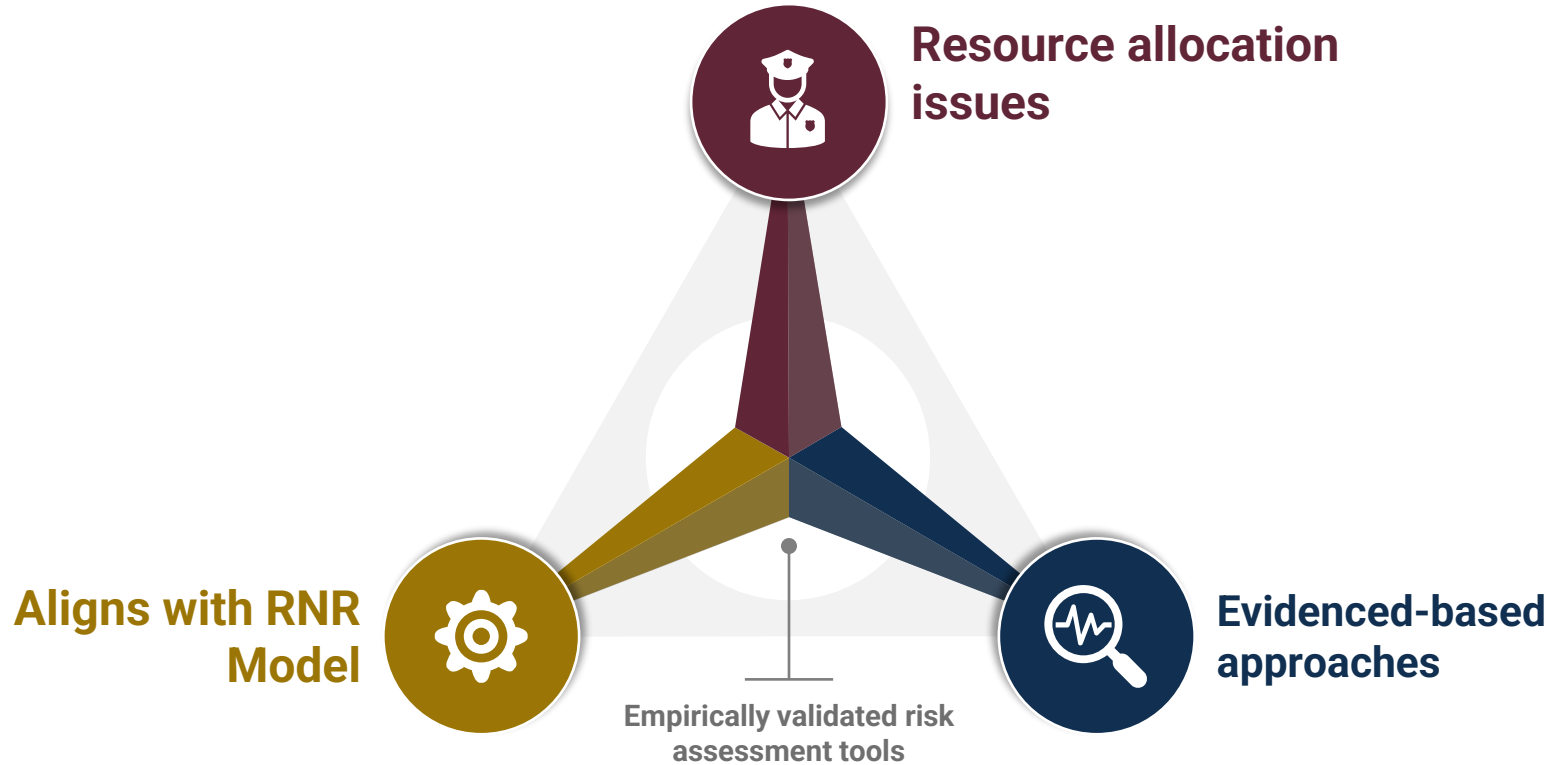 Resource allocation
issues
Aligns with RNR
Model
Evidenced-based
approaches
Empirically validated risk
assessment tools